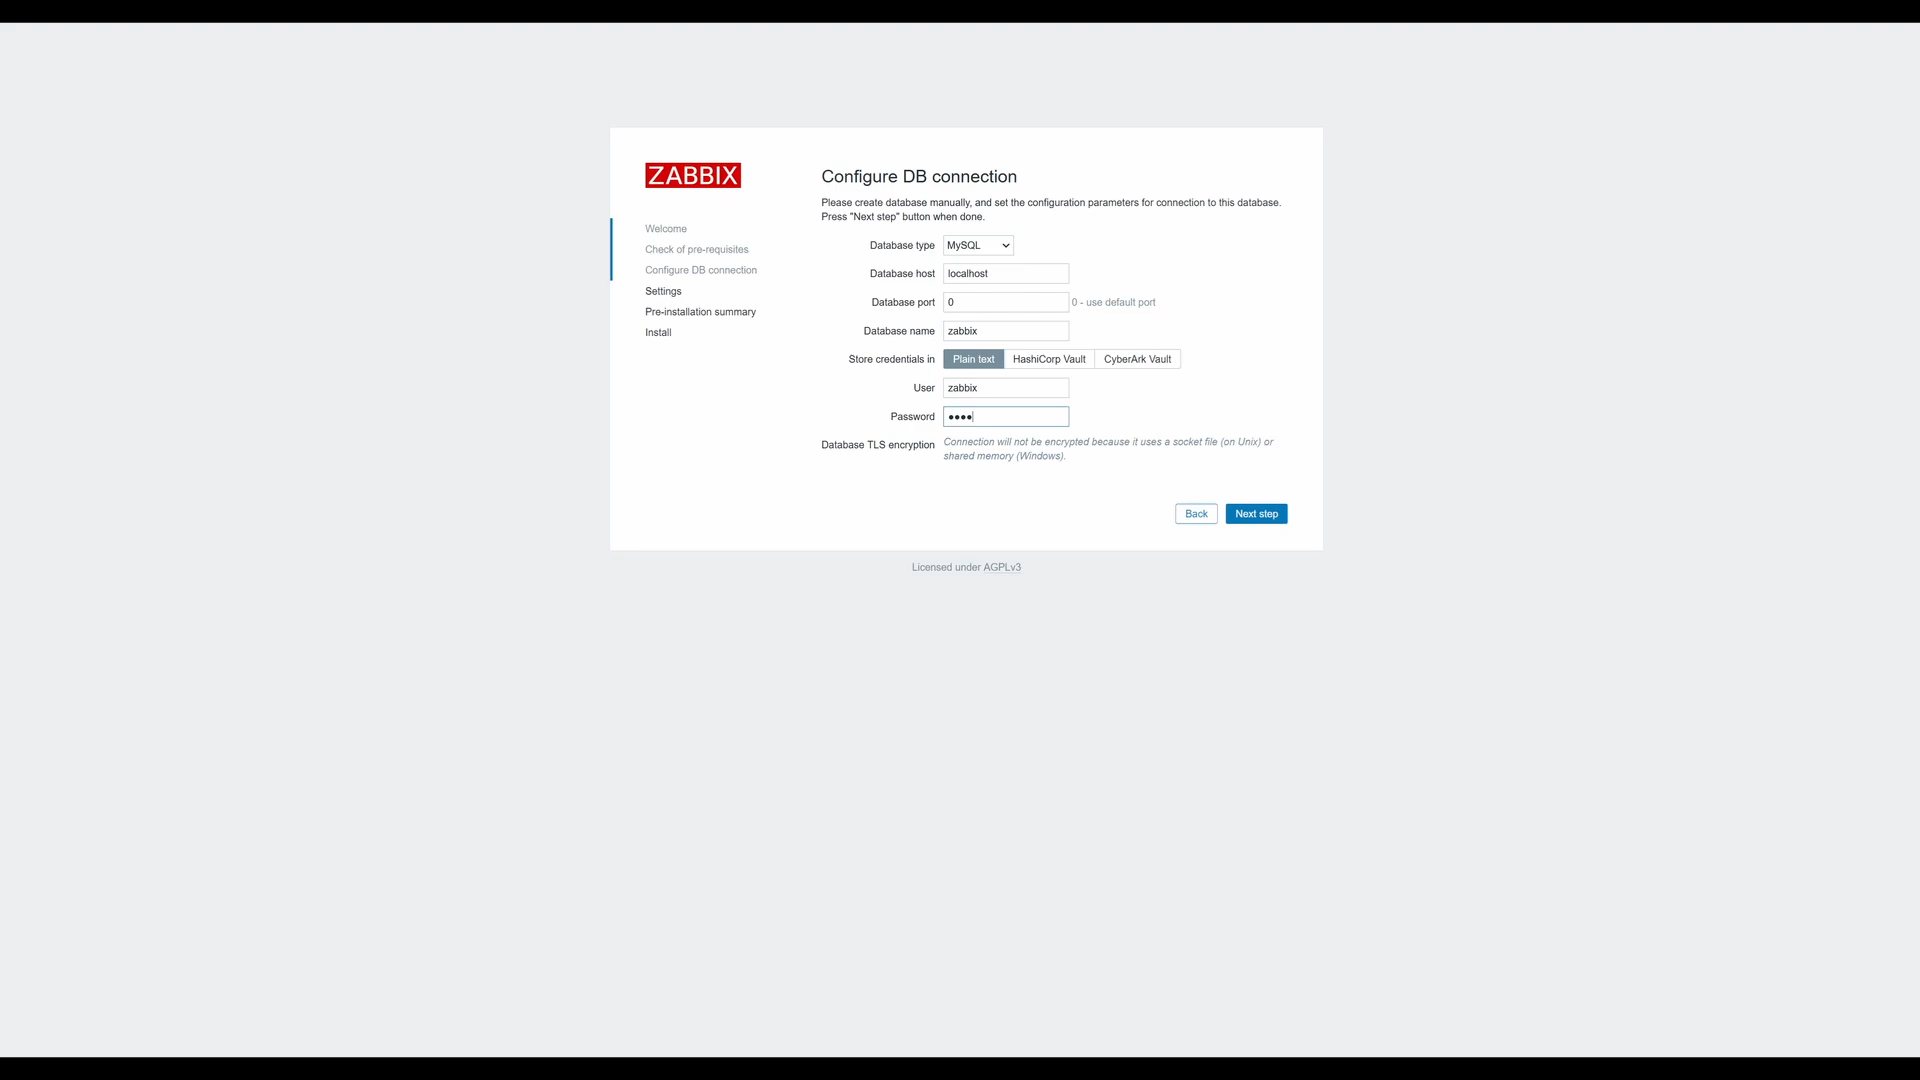 ZABBIX
Welcome
Check of pre-requisites
Configure DB connection
Settings
Pre-installation summary
Install
Configure DB connection
Please create database manually, and set the configuration parameters for connection to this database.
Press "Next step" button when done.
Database type MySQL
Database host localhost
Database port 0 0 - use default port
Database name zabbix
Store credentials in Plain text HashiCorp Vault CyberArk Vault
User zabbix
Password ••••
Database TLS encryption Connection will not be encrypted because it uses a socket file (on Unix) or
shared memory (Windows).
Back Next step
Licensed under AGPLv3